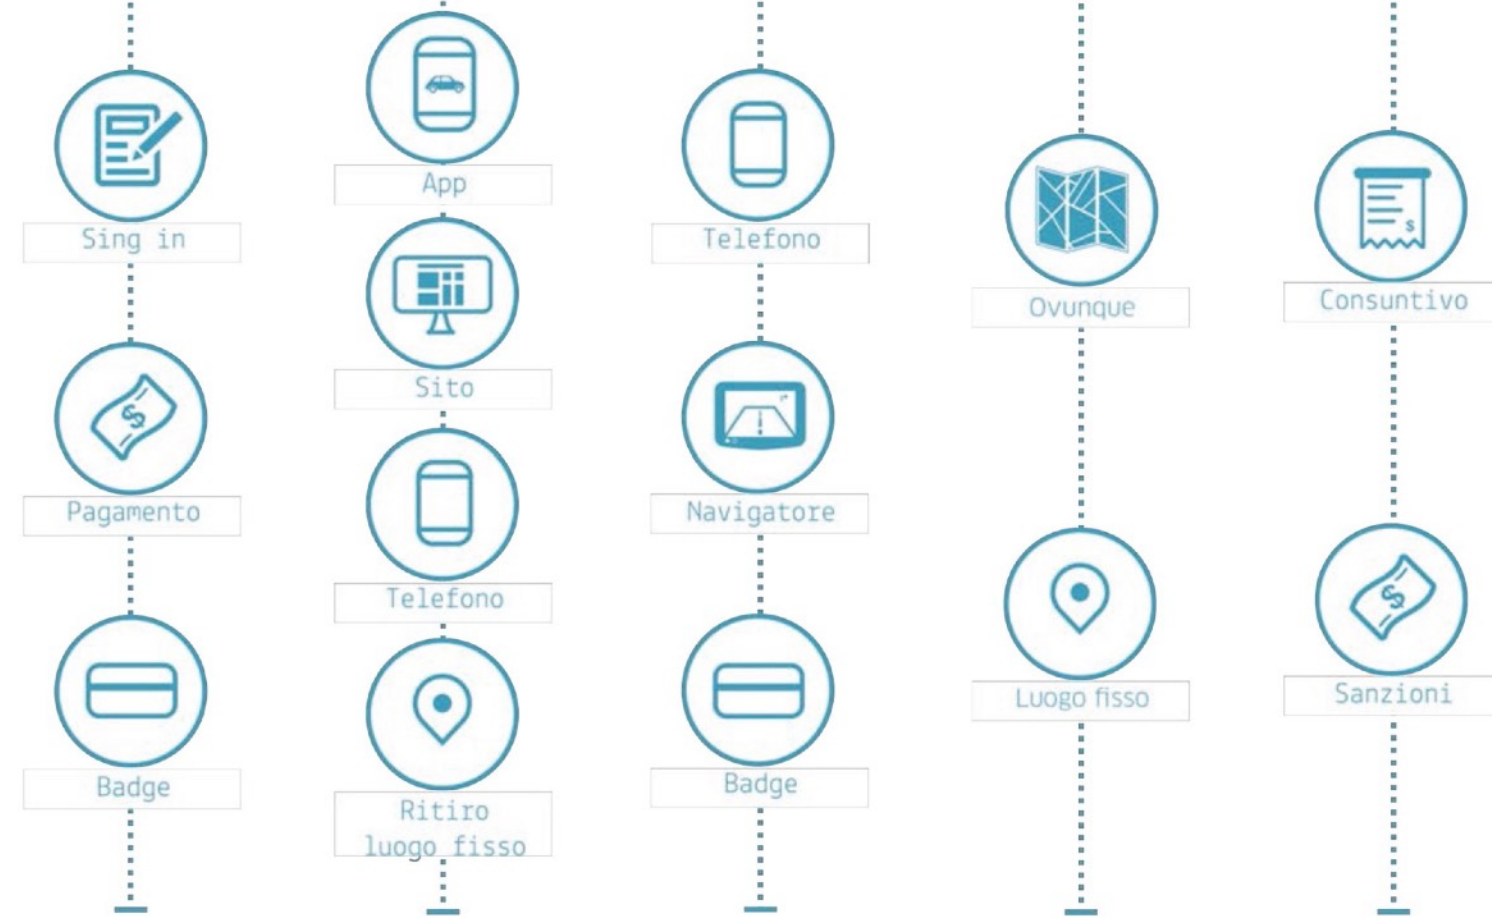 Sing in
Pagamento
Badge
App
Sito
Telefono
Ritiro
luogo fisso
Telefono
Navigatore
Badge
Ovunque
Luogo fisso
Consuntivo
Sanzioni